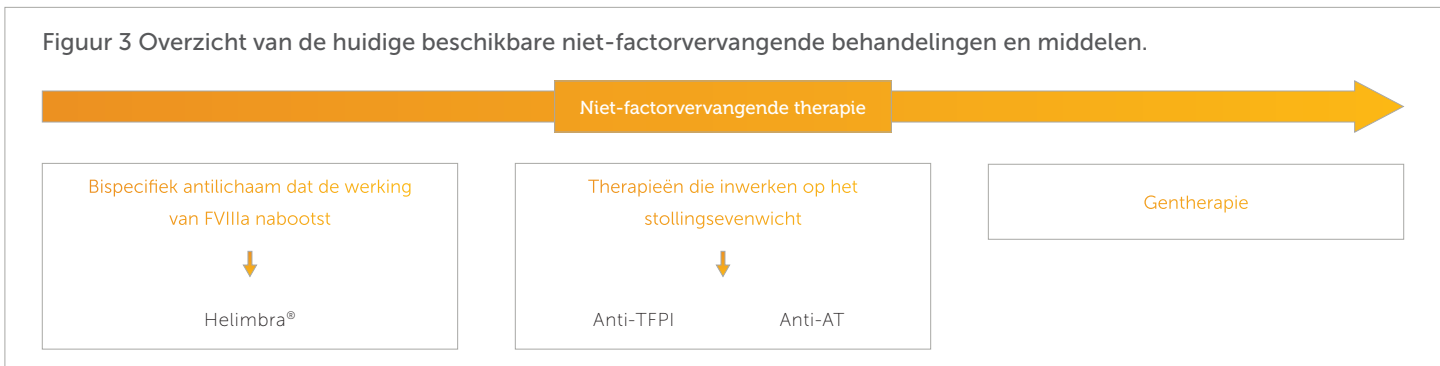 Figuur 3 Overzicht van de huidige beschikbare niet-factorvervangende behandelingen en middelen.
Niet-factorvervangende therapie
Bispecifiek antilichaam dat de werking
van FVIIIa nabootst
Helimbra®
Therapieën die inwerken op het
stollingsevenwicht
Anti-TFPI Anti-AT
Gentherapie